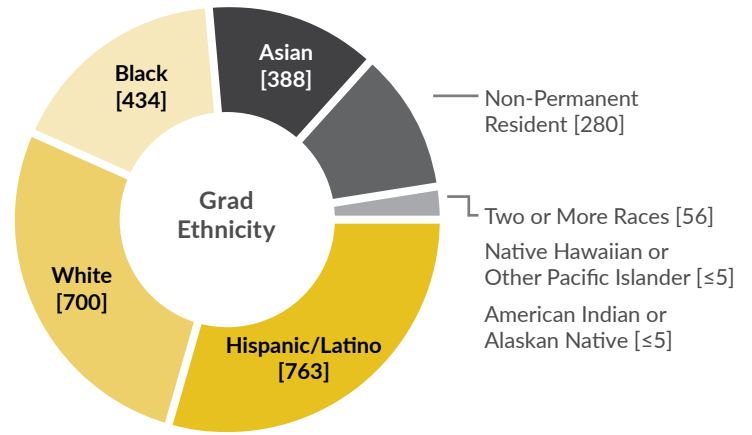 Asian
[388]
Black
[434]
Non-Permanent
Resident [280]
Grad
Ethnicity
Two or More Races [56]
Native Hawaiian or
Other Pacific Islander [≤5]
American Indian or
Alaskan Native [≤5]
White
[700]
Hispanic/Latino
[763]